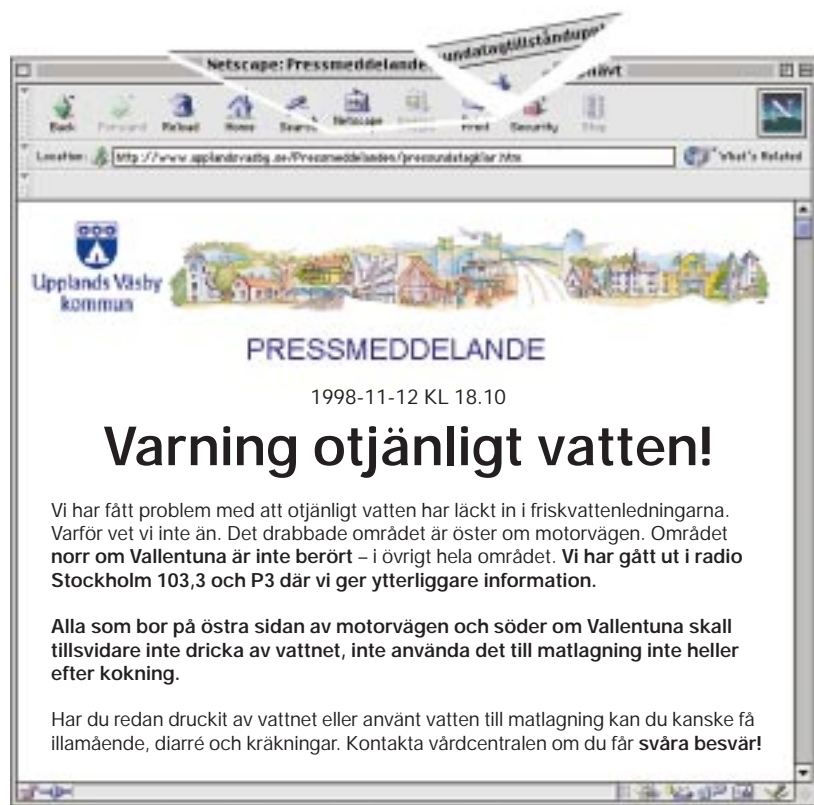 undatagtillståndupp
Netscape: Pressmeddelande
Back Forward Reload Home Search Netscape Print Security Stop
Location: http://www.upplandsvasby.se/Pressmeddelanden/pressundatagklar.htm What's Related
Upplands Väsby
kommun
PRESSMEDDELANDE
1998-11-12 KL 18.10
Varning otjänligt vatten!
Vi har fått problem med att otjänligt vatten har läckt in i friskvattenledningarna.
Varför vet vi inte än. Det drabbade området är öster om motorvägen. Området
norr om Vallentuna är inte berört – i övrigt hela området. Vi har gått ut i radio
Stockholm 103,3 och P3 där vi ger ytterliggare information.
Alla som bor på östra sidan av motorvägen och söder om Vallentuna skall
tillsvidare inte dricka av vattnet, inte använda det till matlagning inte heller
efter kokning.
Har du redan druckit av vattnet eller använt vatten till matlagning kan du kanske få
illamående, diarré och kräkningar. Kontakta vårdcentralen om du får svåra besvär!